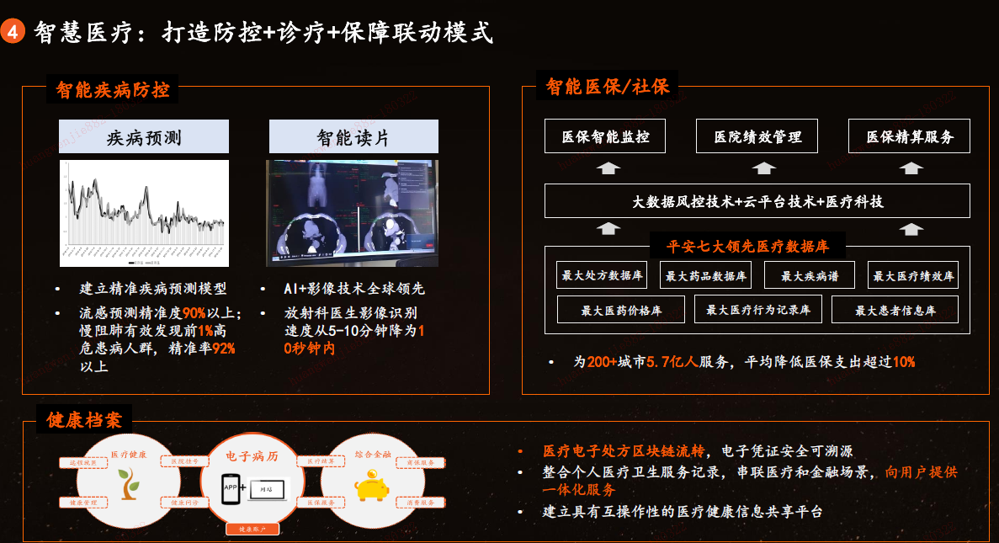 4 智慧医疗：打造防控+诊疗+保障联动模式
智能疾病防控
疾病预测
智能读片
• 建立精准疾病预测模型
• 流感预测精准度90%以上；
慢阻肺有效发现前1%高
危患病人群，精准率92%
以上
• AI+影像技术全球领先
• 放射科医生影像识别
速度从5-10分钟降为1
0秒钟内
智能医保/社保
医保智能监控
医院绩效管理
医保精算服务
大数据风控技术+云平台技术+医疗科技
平安七大领先医疗数据库
最大处方数据库
最大药品数据库
最大疾病谱
最大医疗绩效库
最大医药价格库
最大医疗行为记录库
最大患者信息库
• 为200+城市5.7亿人服务，平均降低医保支出超过10%
健康档案
医疗健康
远程就医
医院挂号
健康管理
健康问诊
电子病历
APP+
网站
健康账户
综合金融
医疗结算
商保服务
医保服务
消费服务
• 医疗电子处方区块链流转，电子凭证安全可溯源
• 整合个人医疗卫生服务记录，串联医疗和金融场景，向用户提供
一体化服务
• 建立具有互操作性的医疗健康信息共享平台